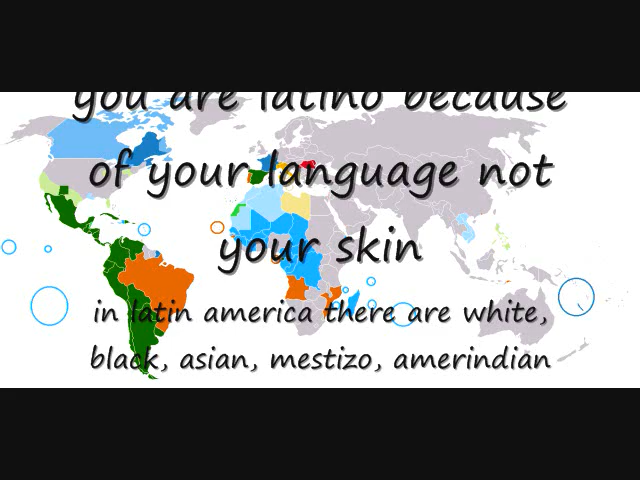 you are latino because
of your language not
your skin
in latin america there are white,
black, asian, mestizo, amerindian